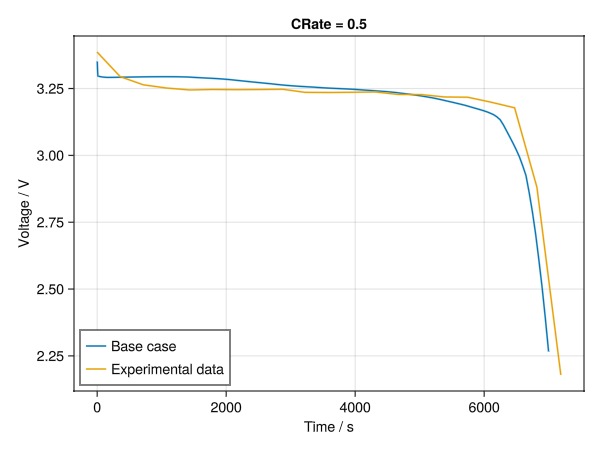 CRate = 0.5
Voltage / V
3.25
3.00
2.75
2.50
2.25
Base case
Experimental data
0
2000
4000
6000
Time / s